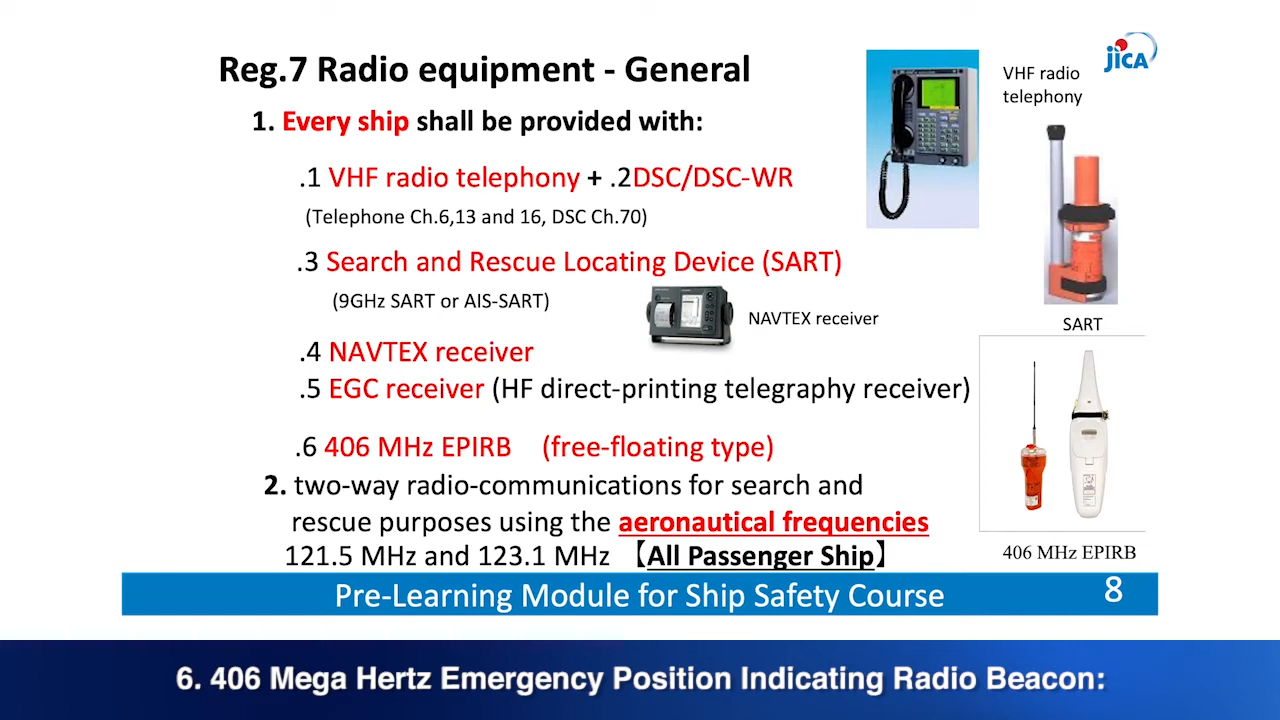 Reg.7 Radio equipment - General
jICA
VHF radio
telephony
1. Every ship shall be provided with:
.1 VHF radio telephony + .2DSC/DSC-WR
(Telephone Ch.6,13 and 16, DSC Ch.70)
.3 Search and Rescue Locating Device (SART)
(9GHz SART or AIS-SART)
NAVTEX receiver
SART
.4 NAVTEX receiver
.5 EGC receiver (HF direct-printing telegraphy receiver)
.6 406 MHz EPIRB (free-floating type)
2. two-way radio-communications for search and
rescue purposes using the aeronautical frequencies
121.5 MHz and 123.1 MHz 【All Passenger Ship】
406 MHz EPIRB
Pre-Learning Module for Ship Safety Course
8
6. 406 Mega Hertz Emergency Position Indicating Radio Beacon: